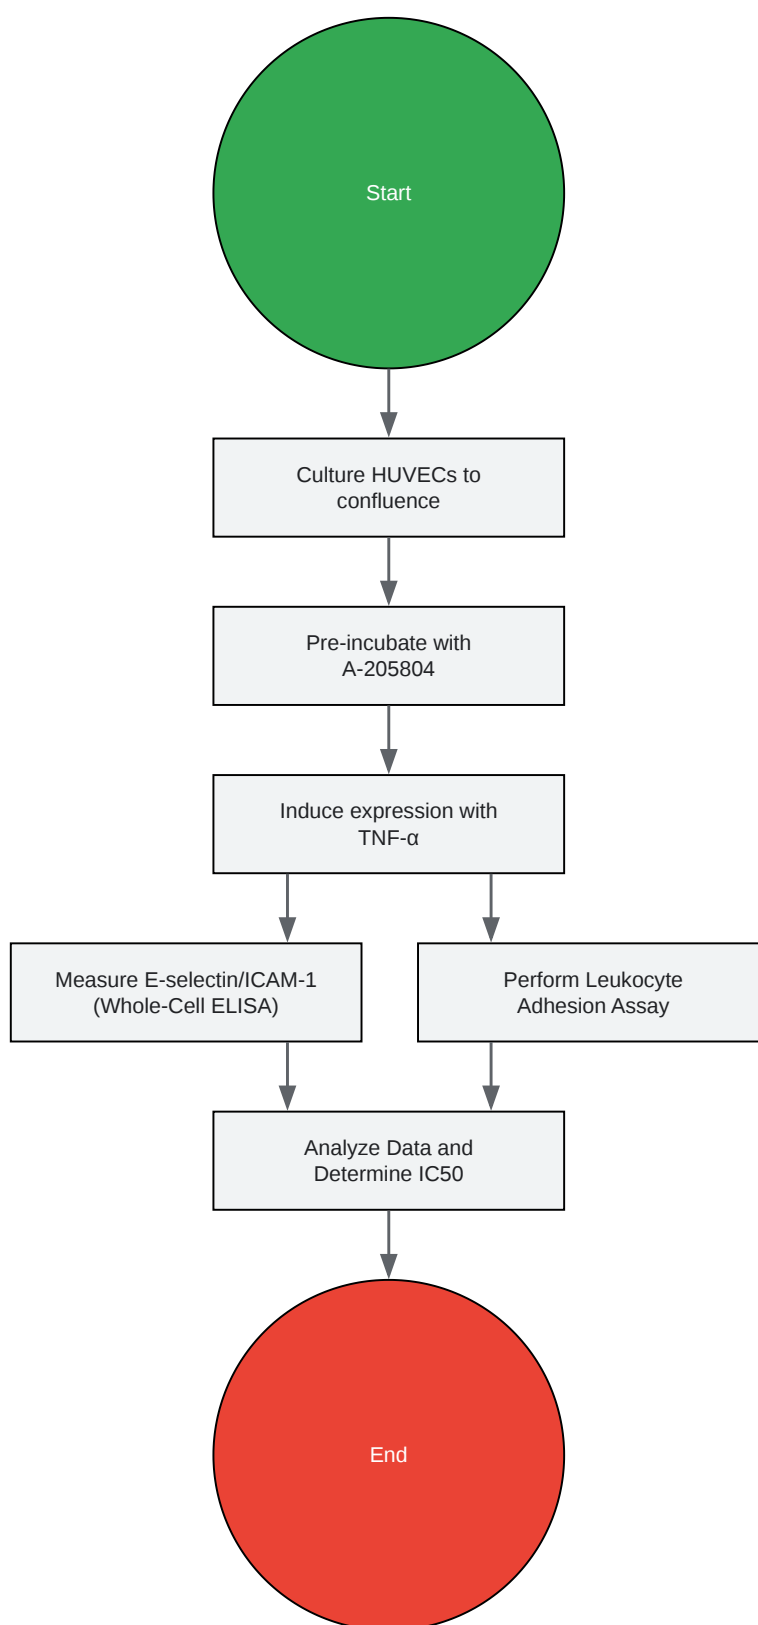 Start
Culture HUVECs to
confluence
Pre-incubate with
A-205804
Induce expression with
TNF-α
Measure E-selectin/ICAM-1
(Whole-Cell ELISA)
Perform Leukocyte
Adhesion Assay
Analyze Data and
Determine IC50
End